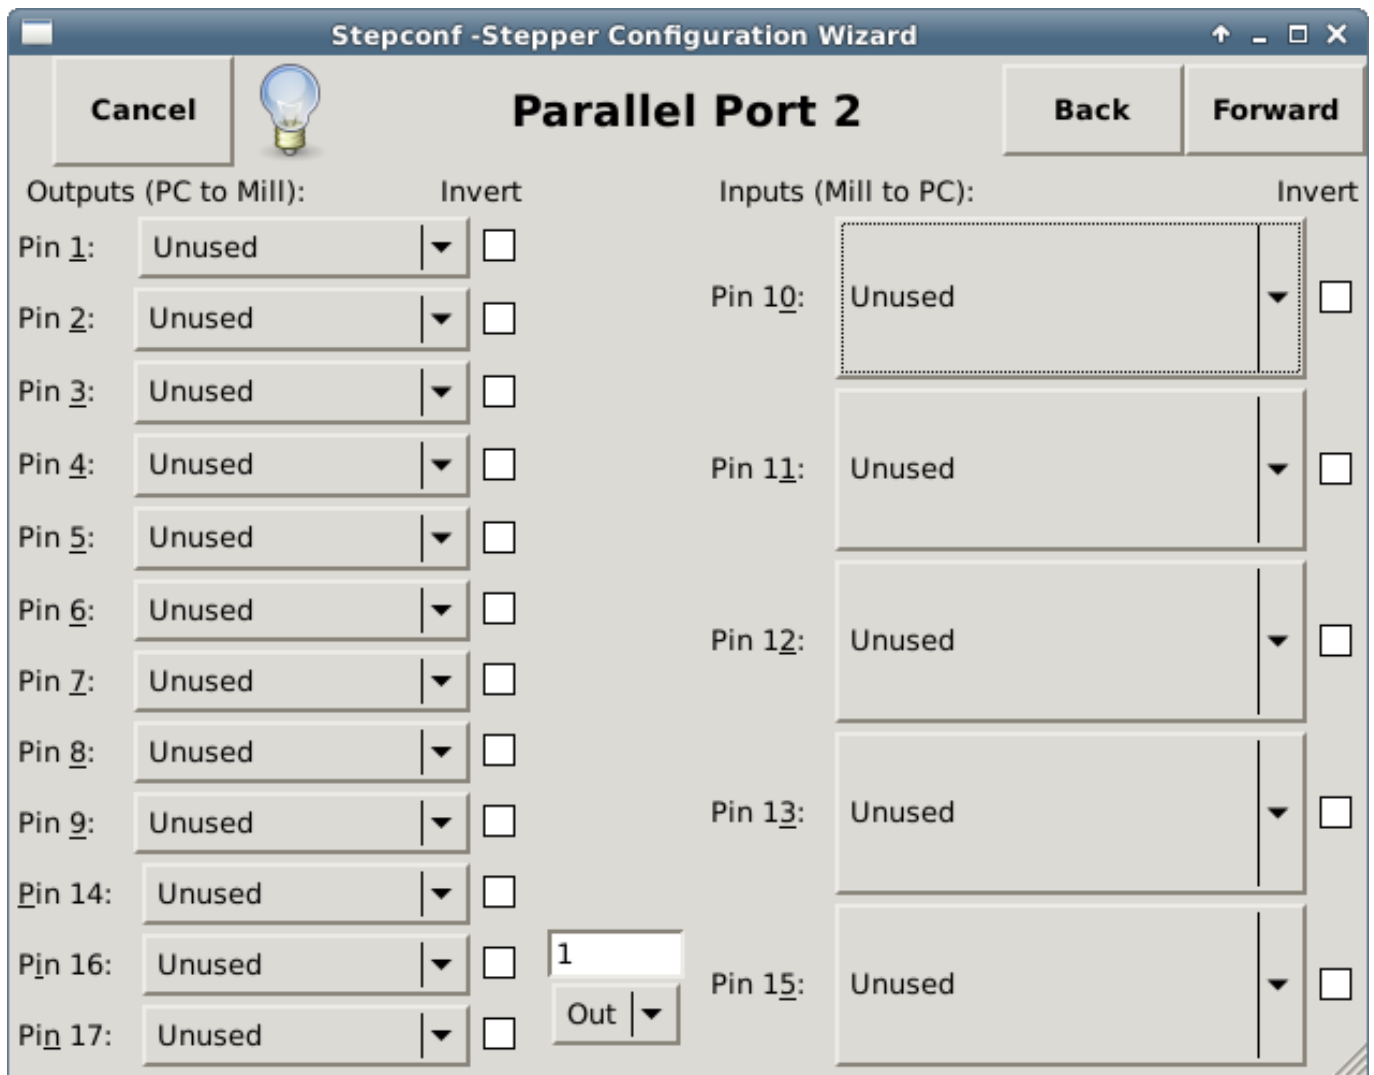 Stepconf -Stepper Configuration Wizard
Cancel
Parallel Port 2
Back
Forward
Outputs (PC to Mill): Invert
Inputs (Mill to PC): Invert
Pin 1: Unused
Pin 2: Unused
Pin 3: Unused
Pin 4: Unused
Pin 5: Unused
Pin 6: Unused
Pin 7: Unused
Pin 8: Unused
Pin 9: Unused
Pin 14: Unused
Pin 16: Unused
Pin 17: Unused
1
Out
Pin 10: Unused
Pin 11: Unused
Pin 12: Unused
Pin 13: Unused
Pin 15: Unused